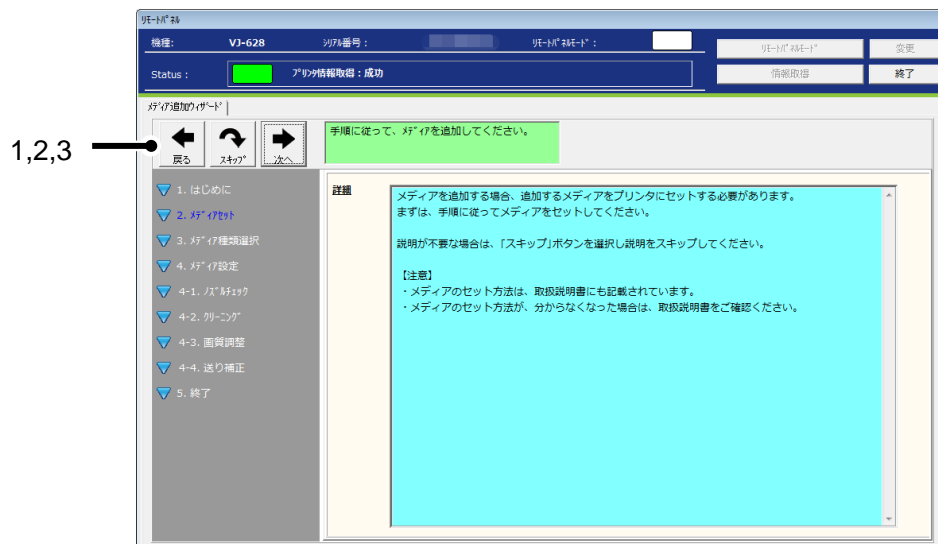 ﾘﾓｰﾄﾊﾟﾈﾙ
機種: VJ-628 ｼﾘｱﾙ番号： ﾘﾓｰﾄﾊﾟﾈﾙﾓｰﾄﾞ： ﾘﾓｰﾄﾊﾟﾈﾙﾓｰﾄﾞ 変更
Status： ﾌﾟﾘﾝﾀ情報取得：成功 情報取得 終了
ﾒﾃﾞｨｱ追加ｳｨｻﾞｰﾄﾞ
1,2,3
戻る ｽｷｯﾌﾟ 次へ
手順に従って、ﾒﾃﾞｨｱを追加してください。
1. はじめに
2. ﾒﾃﾞｨｱｾｯﾄ
3. ﾒﾃﾞｨｱ種類選択
4. ﾒﾃﾞｨｱ設定
4-1. ﾉｽﾞﾙﾁｪｯｸ
4-2. ｸﾘｰﾆﾝｸﾞ
4-3. 画質調整
4-4. 送り補正
5. 終了
詳細
メディアを追加する場合、追加するメディアをプリンタにセットする必要があります。
まずは、手順に従ってメディアをセットしてください。
説明が不要な場合は、「スキップ」ボタンを選択し説明をスキップしてください。
【注意】
・メディアのセット方法は、取扱説明書にも記載されています。
・メディアのセット方法が、分からなくなった場合は、取扱説明書をご確認ください。